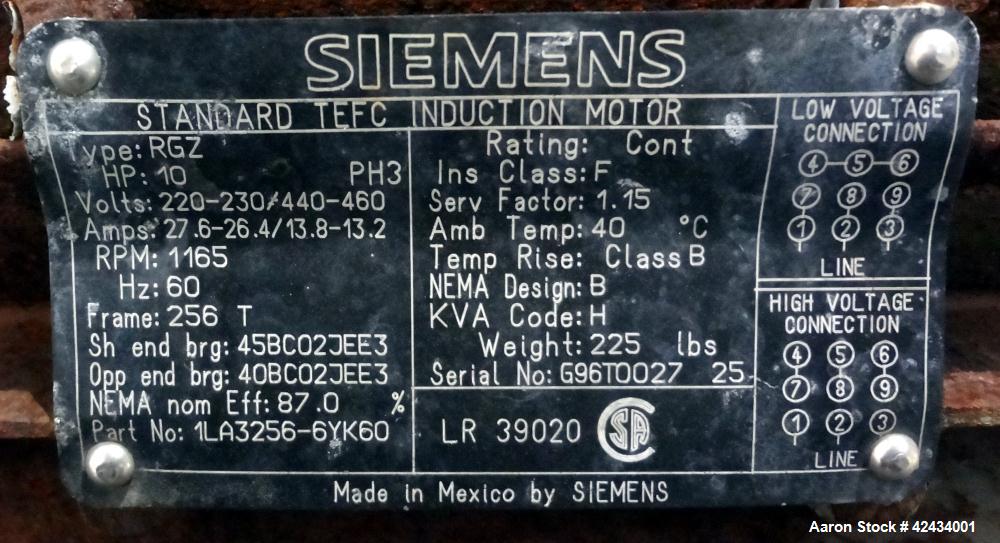 SIEMENS
STANDARD TEFC INDUCTION MOTOR
Type: RGZ
HP: 10 PH3
Volts: 220-230/440-460
Amps: 27.6-26.4/13.8-13.2
RPM: 1165
Hz: 60
Frame: 256 T
Sh end brg: 45BC02JEE3
Opp end brg: 40BC02JEE3
NEMA nom Eff: 87.0 %
Part No: 1LA3256-6YK60
Rating: Cont
Ins Class: F
Serv Factor: 1.15
Amb Temp: 40 °C
Temp Rise: Class B
NEMA Design: B
KVA Code: H
Weight: 225 lbs
Serial No: G96T0027 25
LR 39020 SA
LOW VOLTAGE
CONNECTION
4 5 6
7 8 9
1 2 3
LINE
HIGH VOLTAGE
CONNECTION
4 5 6
7 8 9
1 2 3
LINE
Made in Mexico by SIEMENS
Aaron Stock # 42434001